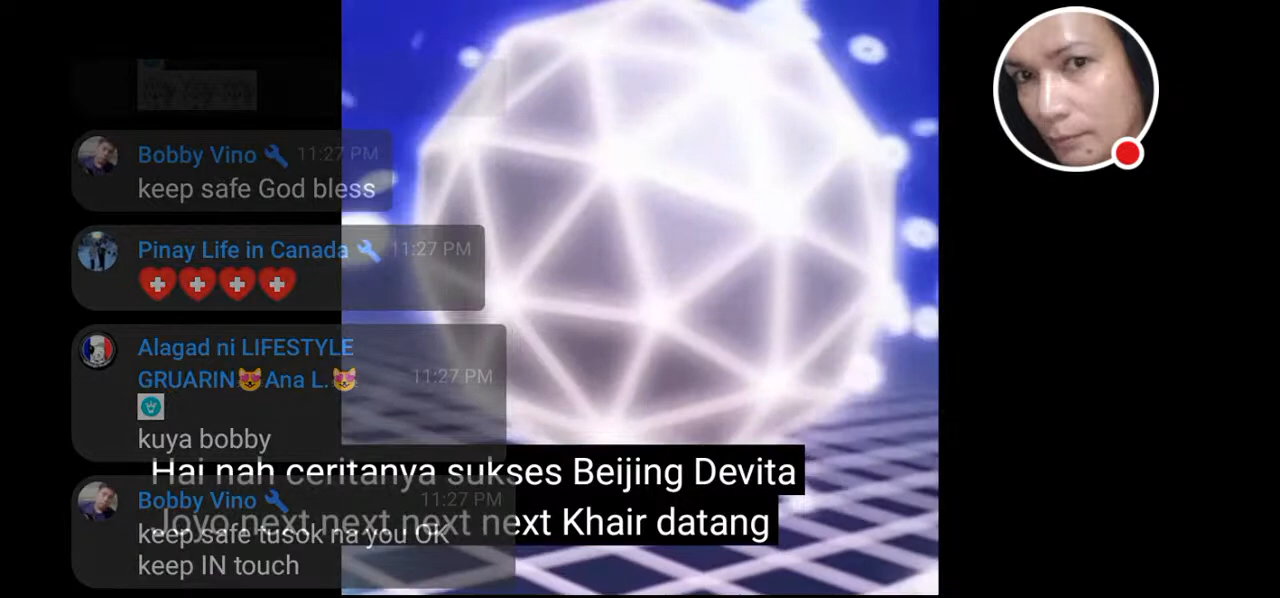 Bobby Vino 11:27 PM
keep safe God bless
Pinay Life in Canada 11:27 PM
Alagad ni LIFESTYLE
GRUARIN😻Ana L.😻 11:27 PM
kuya bobby
Hai nah ceritanya sukses Beijing Devita
Joyo next next next next Khair datang
Bobby Vino 11:27 PM
keep safe tusok na you OK
keep IN touch